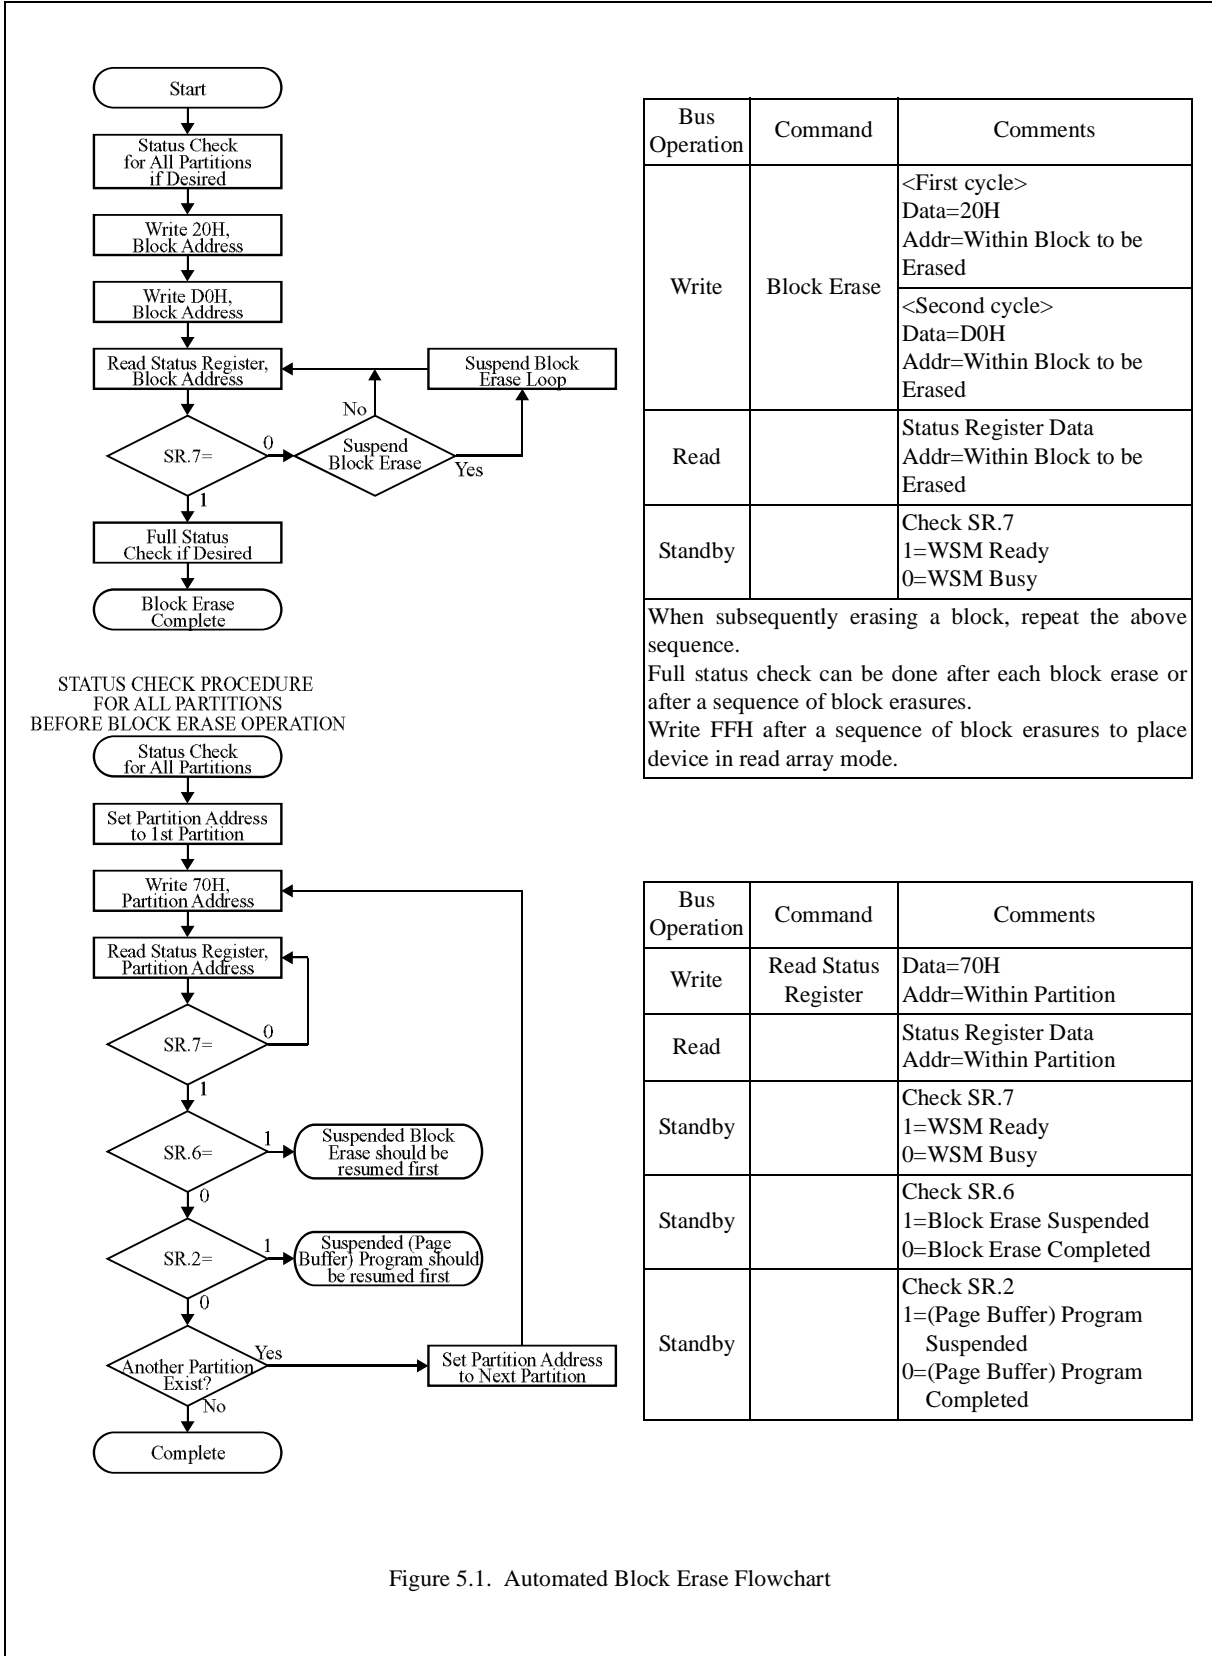 Start
Status Check
for All Partitions
if Desired
Write 20H,
Block Address
Write D0H,
Block Address
Read Status Register,
Block Address
Suspend Block
Erase Loop
No
SR.7=
0
Suspend
Block Erase
Yes
1
Full Status
Check if Desired
Block Erase
Complete
Bus
Operation
Command
Comments
Write
Block Erase
<First cycle>
Data=20H
Addr=Within Block to be
Erased
<Second cycle>
Data=D0H
Addr=Within Block to be
Erased
Read
Status Register Data
Addr=Within Block to be
Erased
Standby
Check SR.7
1=WSM Ready
0=WSM Busy
When subsequently erasing a block, repeat the above
sequence.
Full status check can be done after each block erase or
after a sequence of block erasures.
Write FFH after a sequence of block erasures to place
device in read array mode.
STATUS CHECK PROCEDURE
FOR ALL PARTITIONS
BEFORE BLOCK ERASE OPERATION
Status Check
for All Partitions
Set Partition Address
to 1st Partition
Write 70H,
Partition Address
Read Status Register,
Partition Address
SR.7=
0
1
SR.6=
1
Suspended Block
Erase should be
resumed first
0
SR.2=
1
Suspended (Page
Buffer) Program should
be resumed first
0
Another Partition
Exist?
Yes
Set Partition Address
to Next Partition
No
Complete
Bus
Operation
Command
Comments
Write
Read Status
Register
Data=70H
Addr=Within Partition
Read
Status Register Data
Addr=Within Partition
Standby
Check SR.7
1=WSM Ready
0=WSM Busy
Standby
Check SR.6
1=Block Erase Suspended
0=Block Erase Completed
Standby
Check SR.2
1=(Page Buffer) Program
Suspended
0=(Page Buffer) Program
Completed
Figure 5.1. Automated Block Erase Flowchart